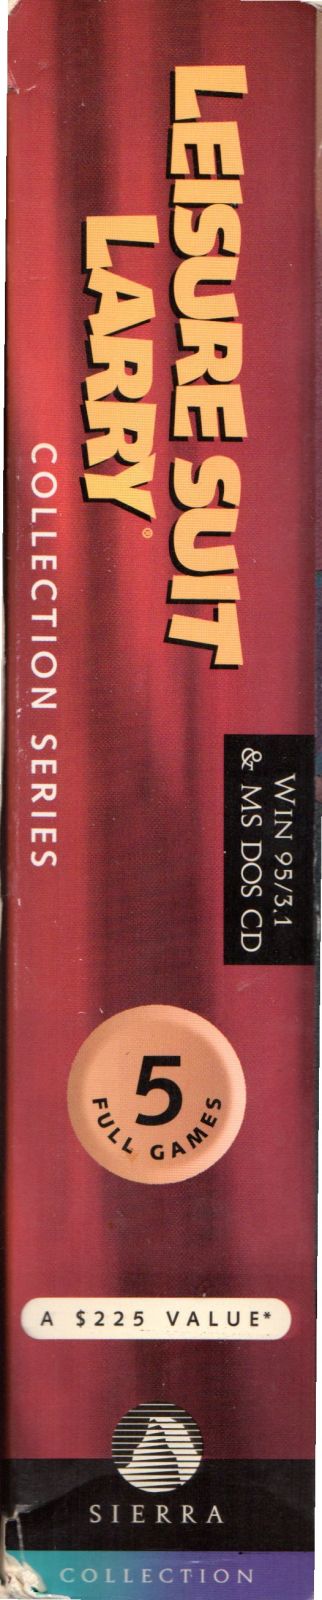 LEISURE SUIT
LARRY®
COLLECTION SERIES
WIN 95/3.1
& MS DOS CD
5
FULL GAMES
A $225 VALUE*
SIERRA
COLLECTION